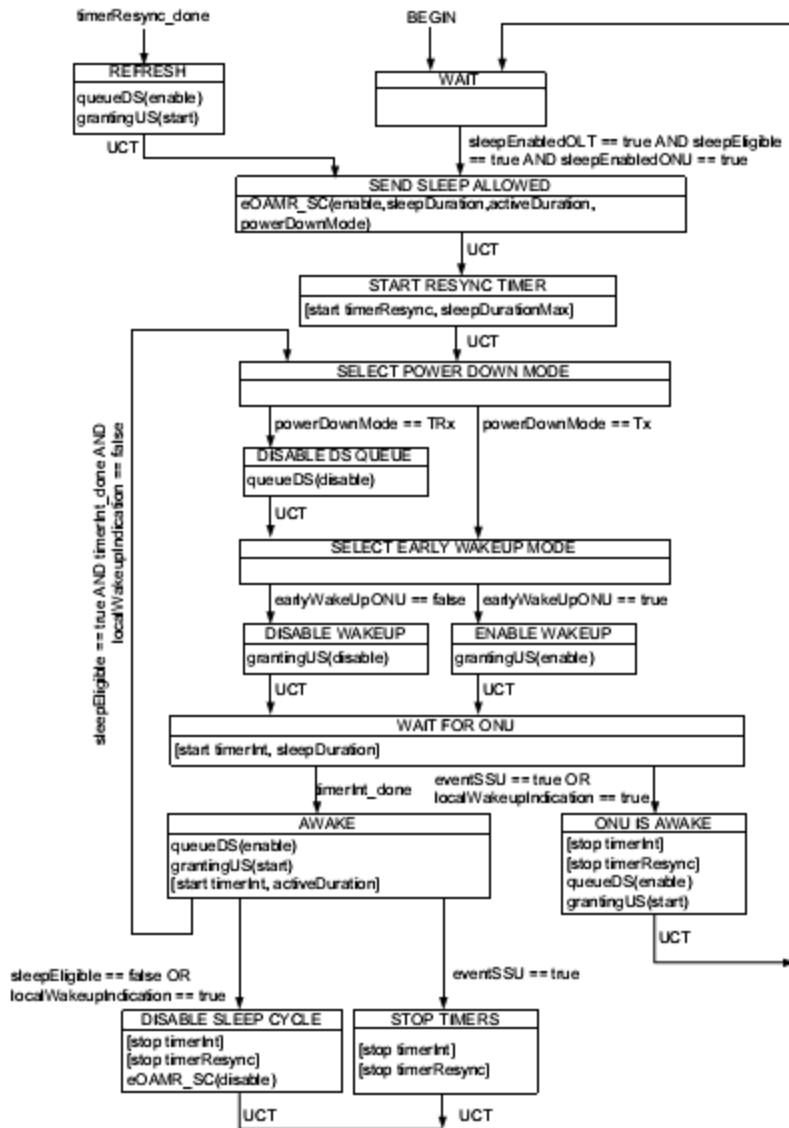 timerResync_done
BEGIN
REFRESH
queueDS(enable)
grantingUS(start)
WAIT
UCT
sleepEnabledOLT == true AND sleepEligible
== true AND sleepEnabledONU == true
SEND SLEEP ALLOWED
eOAMR_SC(enable,sleepDuration,activeDuration,
powerDownMode)
UCT
START RESYNC TIMER
[start timerResync, sleepDurationMax]
UCT
SELECT POWER DOWN MODE
powerDownMode == TRx
powerDownMode == Tx
DISABLE DS QUEUE
queueDS(disable)
UCT
SELECT EARLY WAKEUP MODE
earlyWakeUpONU == false
earlyWakeUpONU == true
DISABLE WAKEUP
grantingUS(disable)
ENABLE WAKEUP
grantingUS(enable)
UCT
UCT
WAIT FOR ONU
[start timerInt, sleepDuration]
timerInt_done
eventSSU == true OR
localWakeupIndication == true
sleepEligible == true AND timerInt_done AND
localWakeupIndication == false
AWAKE
queueDS(enable)
grantingUS(start)
[start timerInt, activeDuration]
ONU IS AWAKE
[stop timerInt]
[stop timerResync]
queueDS(enable)
grantingUS(start)
UCT
sleepEligible == false OR
localWakeupIndication == true
eventSSU == true
DISABLE SLEEP CYCLE
[stop timerInt]
[stop timerResync]
eOAMR_SC(disable)
STOP TIMERS
[stop timerInt]
[stop timerResync]
UCT
UCT